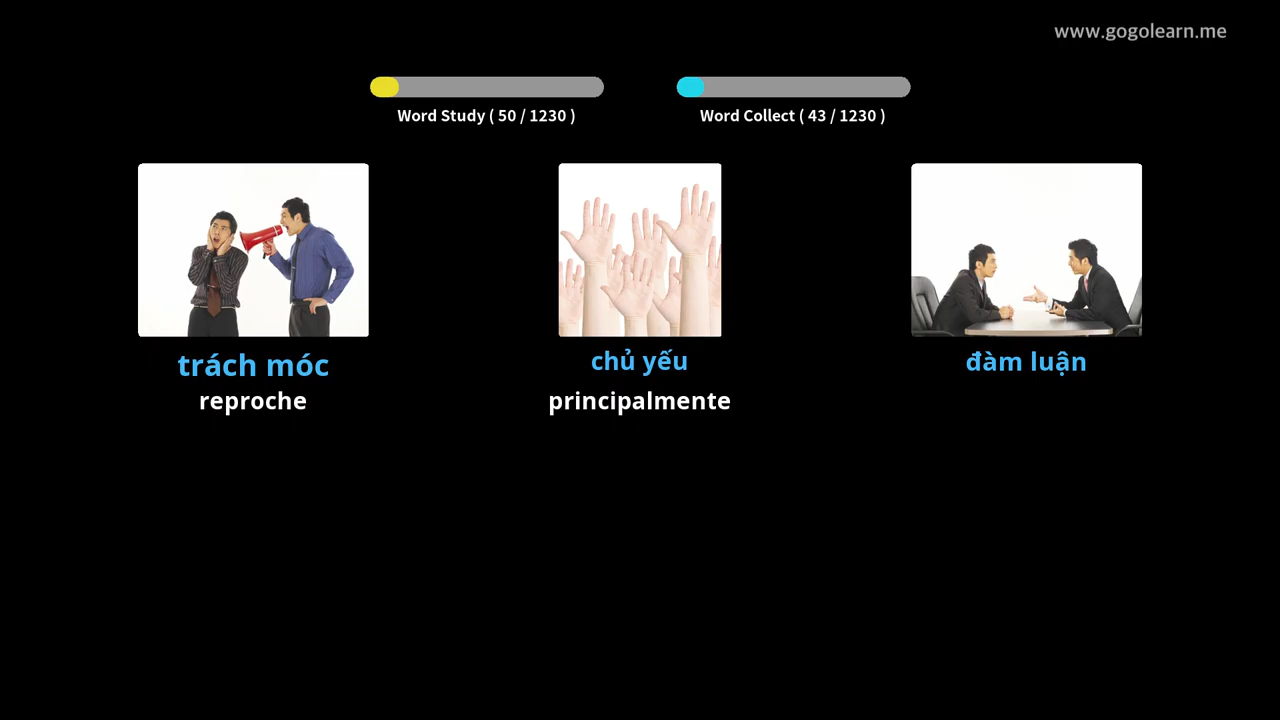 www.gogolearn.me
Word Study ( 50 / 1230 )
Word Collect ( 43 / 1230 )
trách móc
reproche
chủ yếu
principalmente
đàm luận